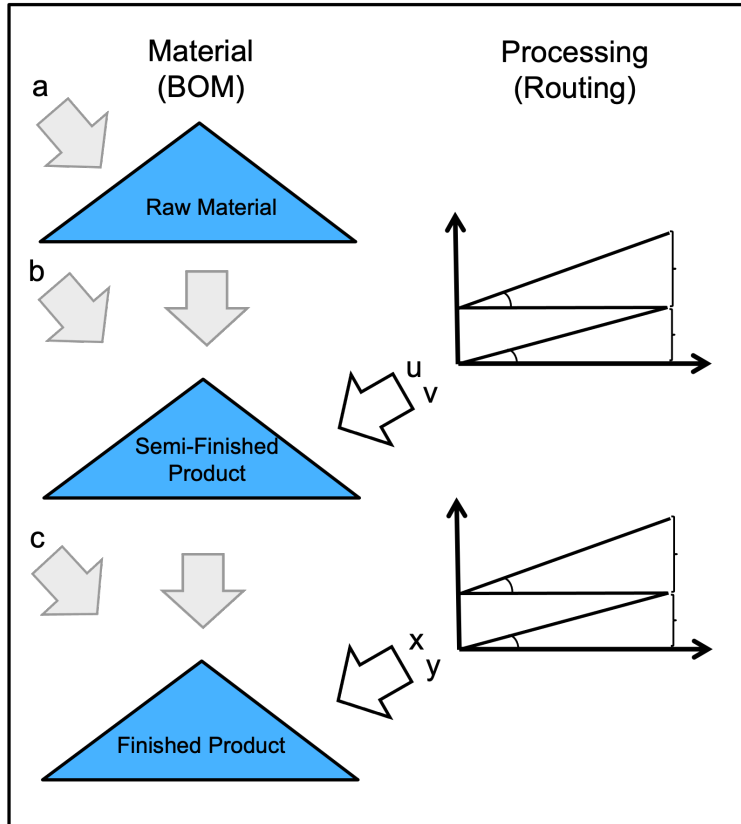 Material
(BOM)
Processing
(Routing)
a
Raw Material
b
u
v
Semi-Finished
Product
c
x
y
Finished Product